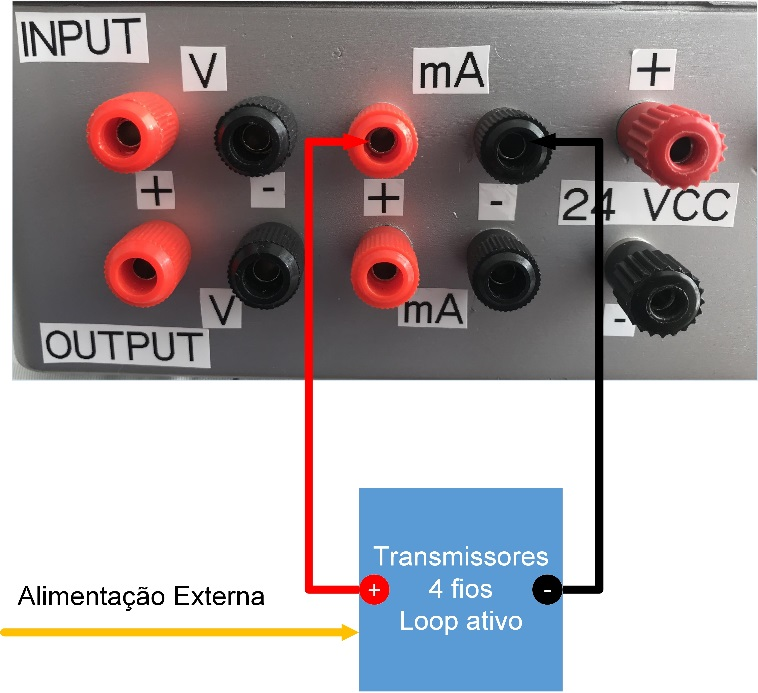 INPUT
V
mA
+
+
-
+
-
24 VCC
V
mA
-
OUTPUT
Transmissores
+
4 fios
-
Loop ativo
Alimentação Externa